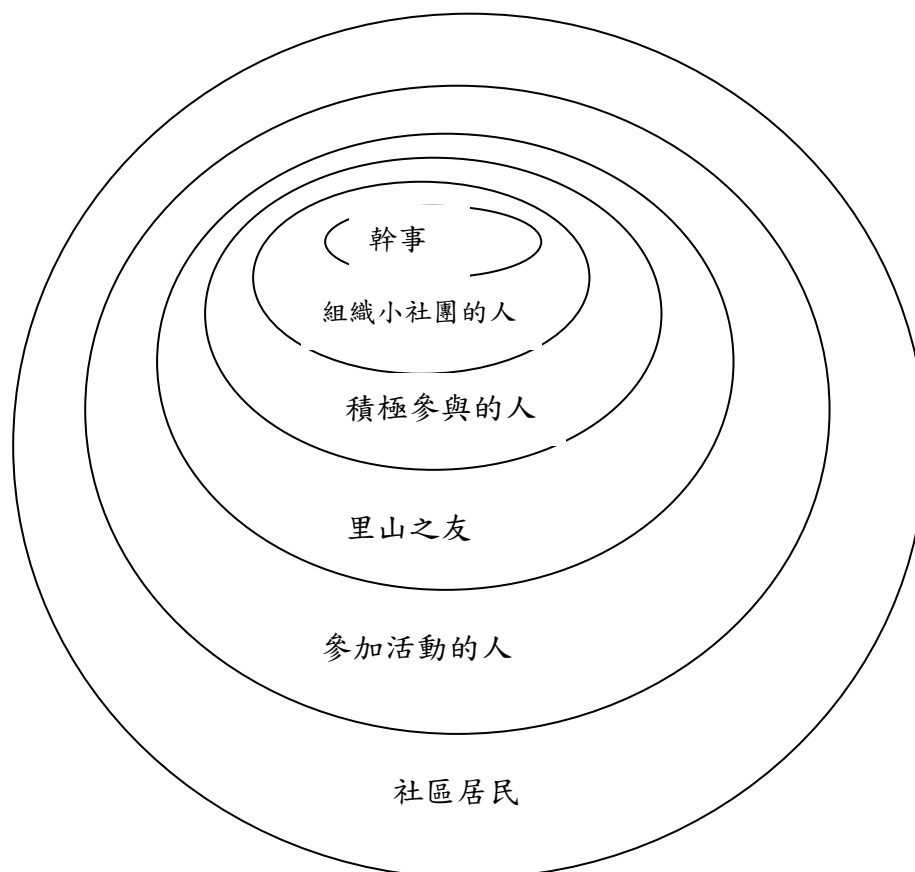 幹事
組織小社團的人
積極參與的人
里山之友
參加活動的人
社區居民